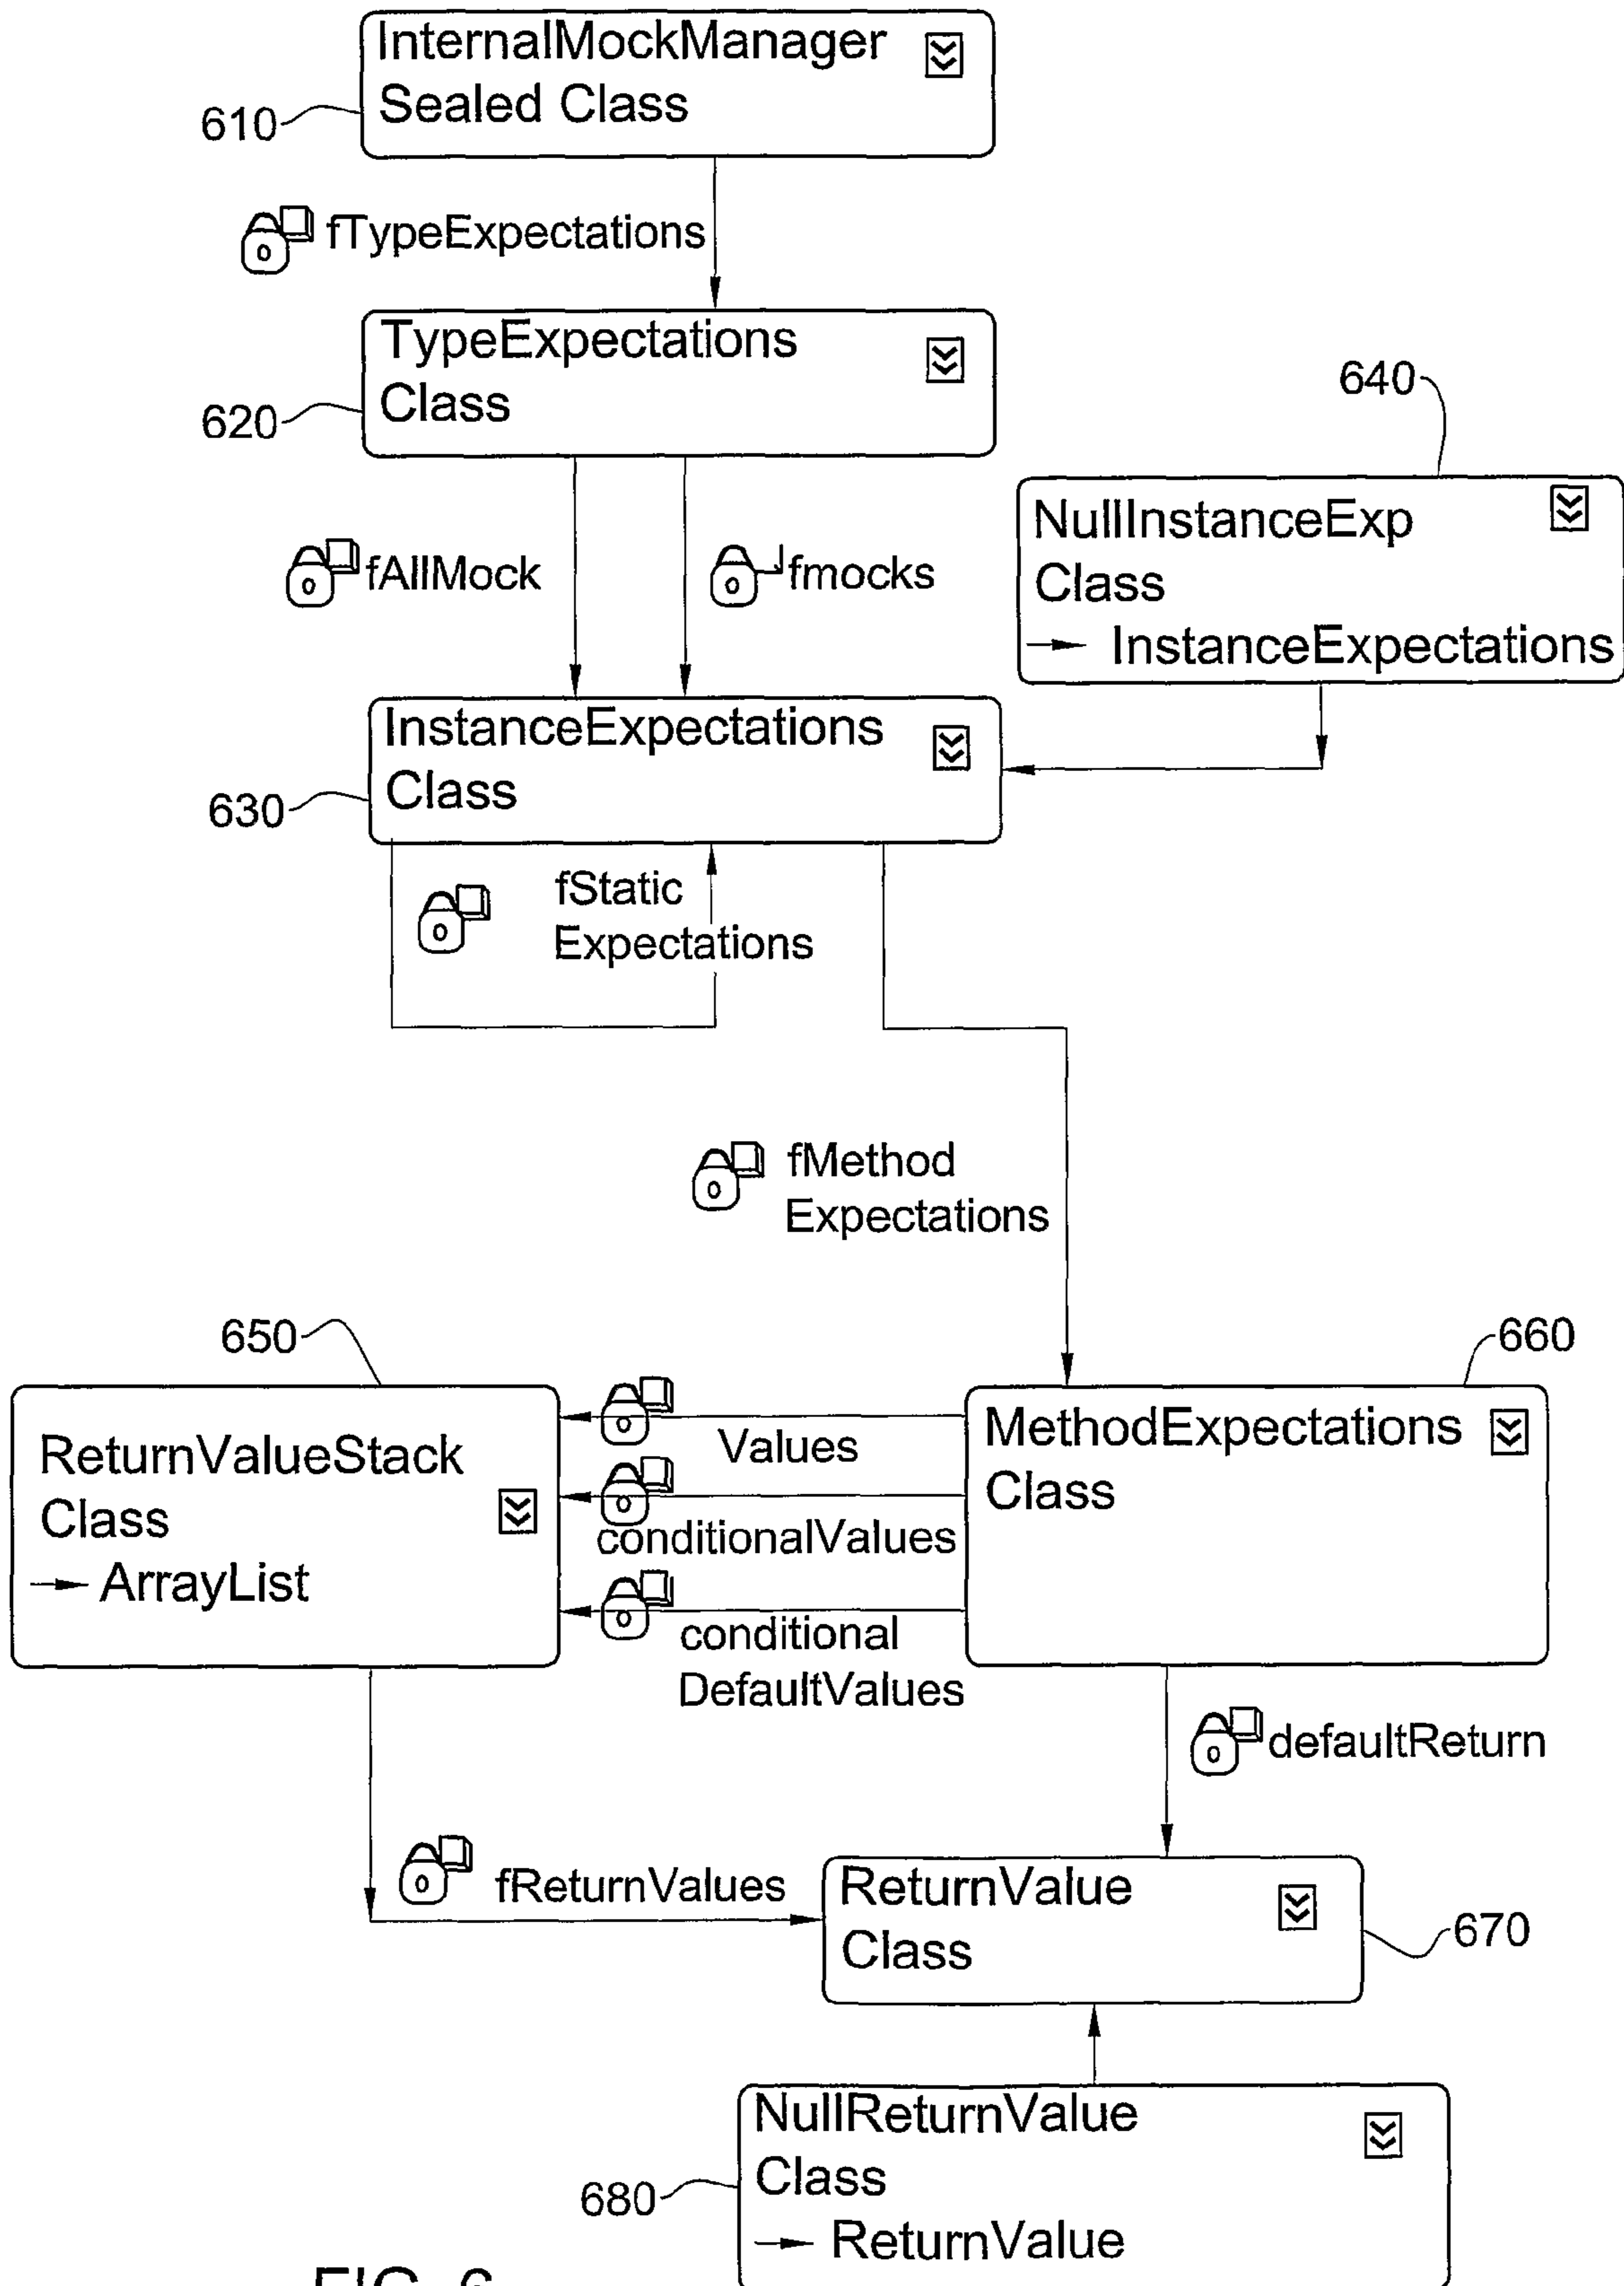 InternalMockManager
Sealed Class
610
fTypeExpectations
TypeExpectations
Class
620
640
NullInstanceExp
Class
InstanceExpectations
fAllMock
fmocks
InstanceExpectations
Class
630
fStatic
Expectations
fMethod
Expectations
650
660
ReturnValueStack
Class
ArrayList
Values
conditionalValues
conditional
DefaultValues
MethodExpectations
Class
defaultReturn
fReturnValues
ReturnValue
Class
670
NullReturnValue
Class
680
ReturnValue
FIG. 6